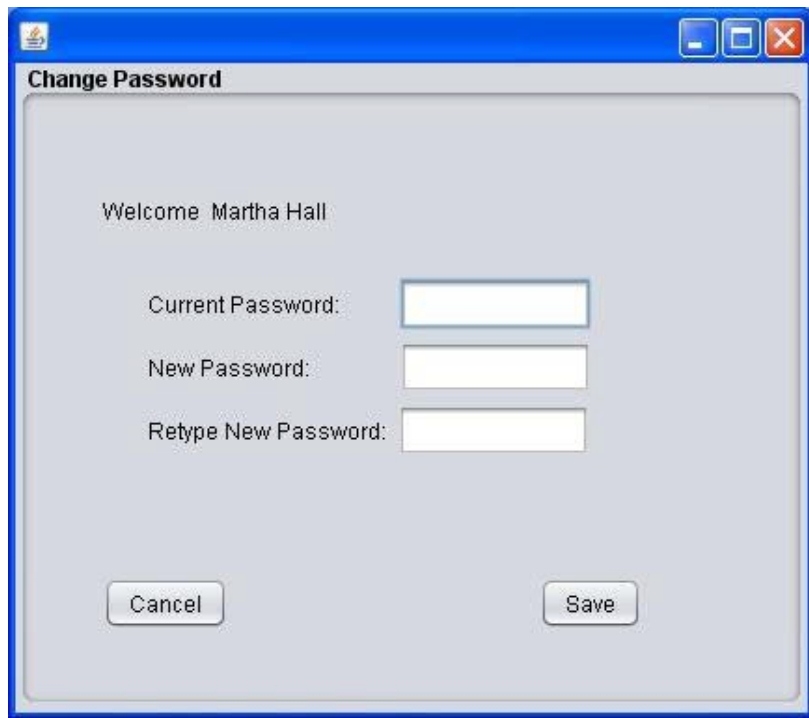 Change Password
Welcome Martha Hall
Current Password:
New Password:
Retype New Password:
Cancel Save